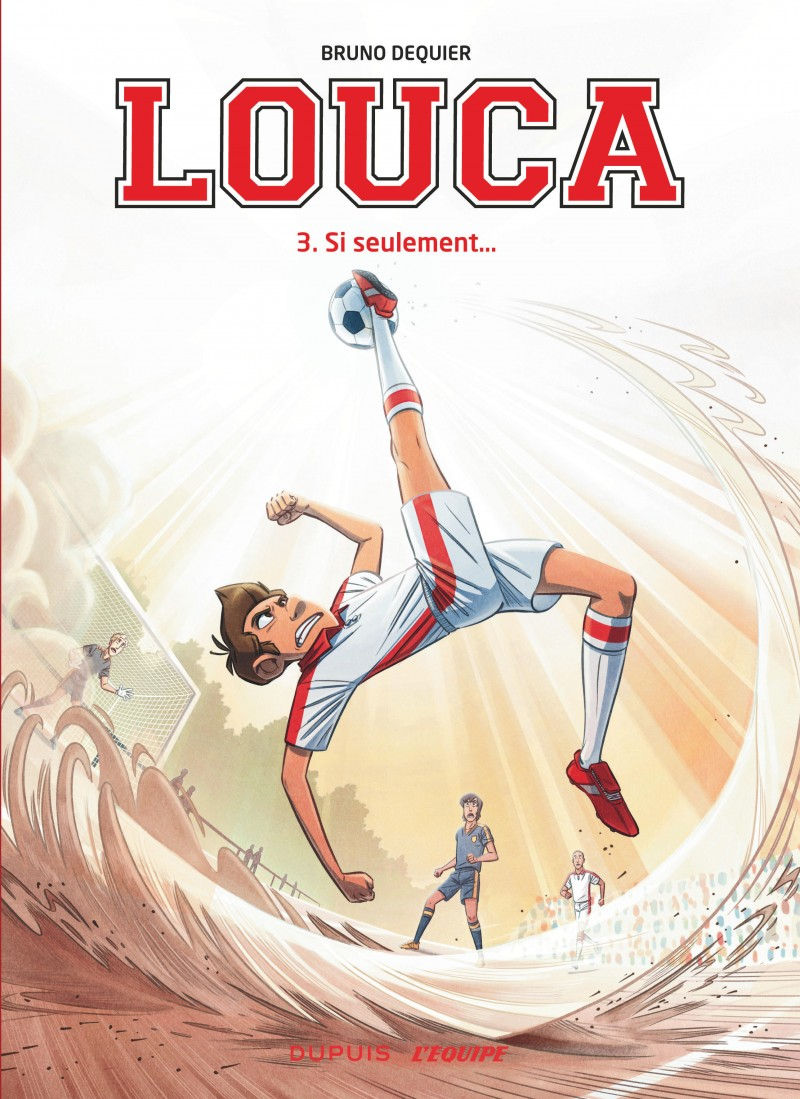 BRUNO DEQUIER
LOUCA
3. Si seulement...
DUPUIS L'ÉQUIPE